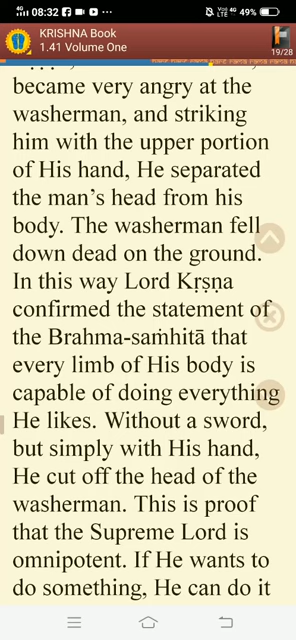 4G 08:32
Vo)) 4G LTE 49%
KRISHNA Book
1.41 Volume One
19/28
became very angry at the
washerman, and striking
him with the upper portion
of His hand, He separated
the man’s head from his
body. The washerman fell
down dead on the ground.
In this way Lord Kṛṣṇa
confirmed the statement of
the Brahma-saṁhitā that
every limb of His body is
capable of doing everything
He likes. Without a sword,
but simply with His hand,
He cut off the head of the
washerman. This is proof
that the Supreme Lord is
omnipotent. If He wants to
do something, He can do it